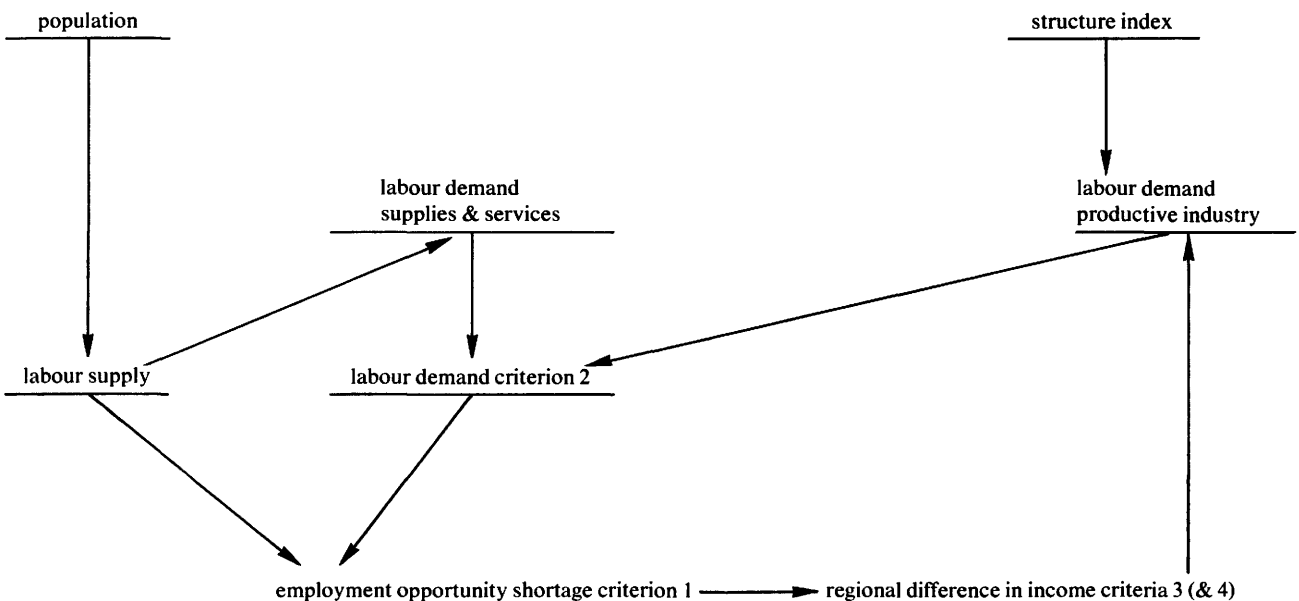 population
structure index
labour demand
supplies & services
labour demand
productive industry
labour supply
labour demand criterion 2
employment opportunity shortage criterion 1
regional difference in income criteria 3 (& 4)